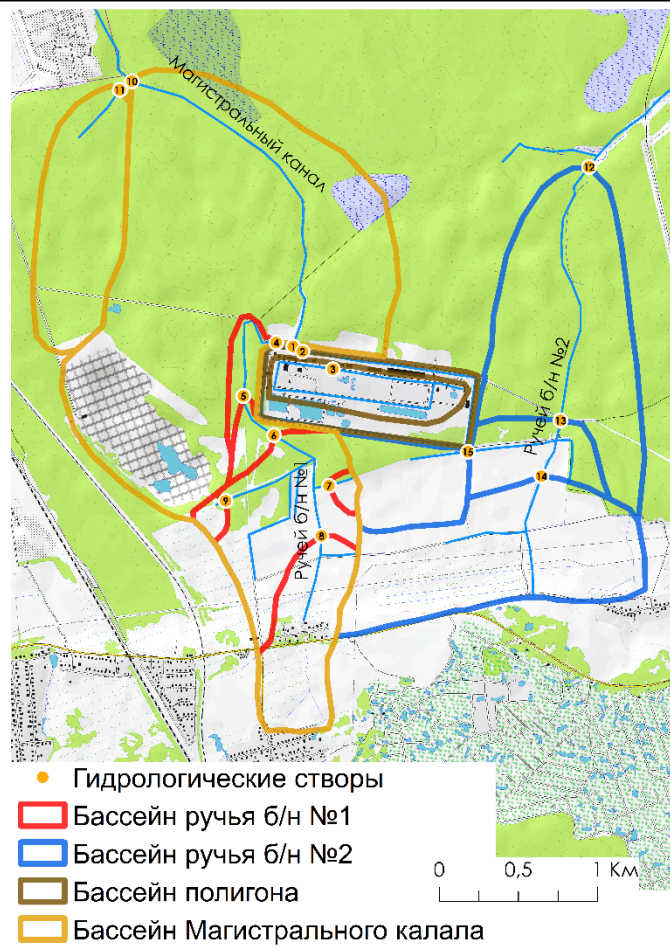 10
11
Магистральный канал
12
4
1
2
3
5
Ручей б/н №2
13
6
15
14
7
9
Ручей б/н №1
8
Гидрологические створы
Бассейн ручья б/н №1
Бассейн ручья б/н №2
Бассейн полигона
Бассейн Магистрального калала
0 0,5 1 Км